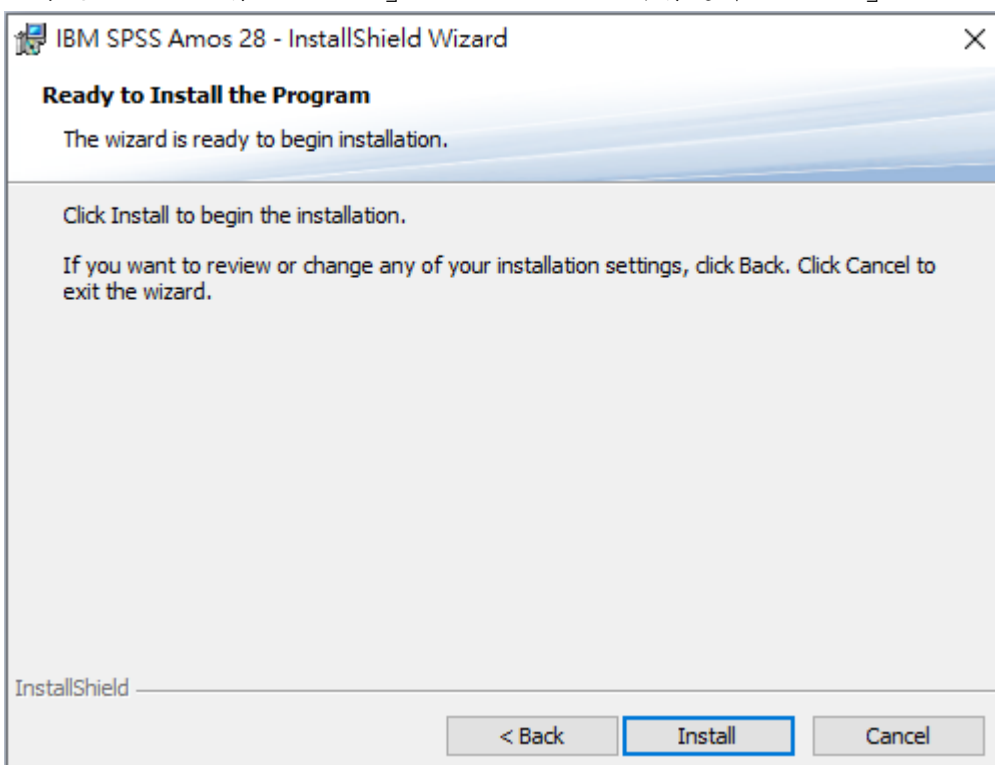 IBM SPSS Amos 28 - InstallShield Wizard
Ready to Install the Program
The wizard is ready to begin installation.
Click Install to begin the installation.
If you want to review or change any of your installation settings, click Back. Click Cancel to
exit the wizard.
InstallShield
< Back
Install
Cancel